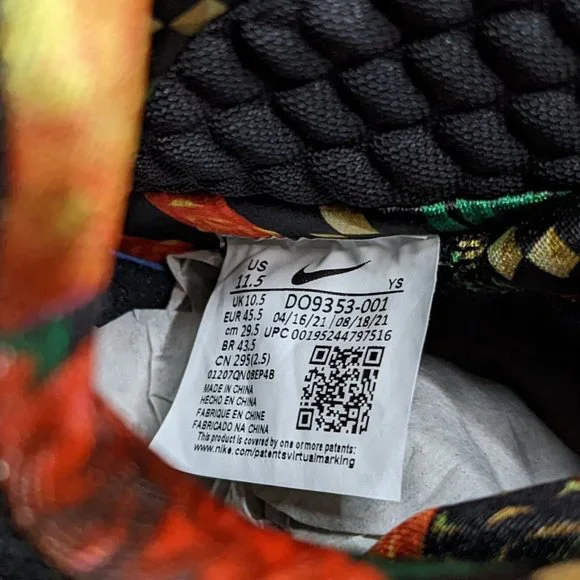 US
11.5
YS
UK 10.5
DO9353-001
EUR 45.5
04/16/21 | 08/18/21
cm 29.5
UPC 00195244797516
BR 43.5
CN 295(2.5)
01207QN08EP4B
MADE IN CHINA
HECHO EN CHINA
FABRIQUE EN CHINE
FABRICADO NA CHINA
This product is covered by one or more patents:
www.nike.com/patentsvirtualmarking